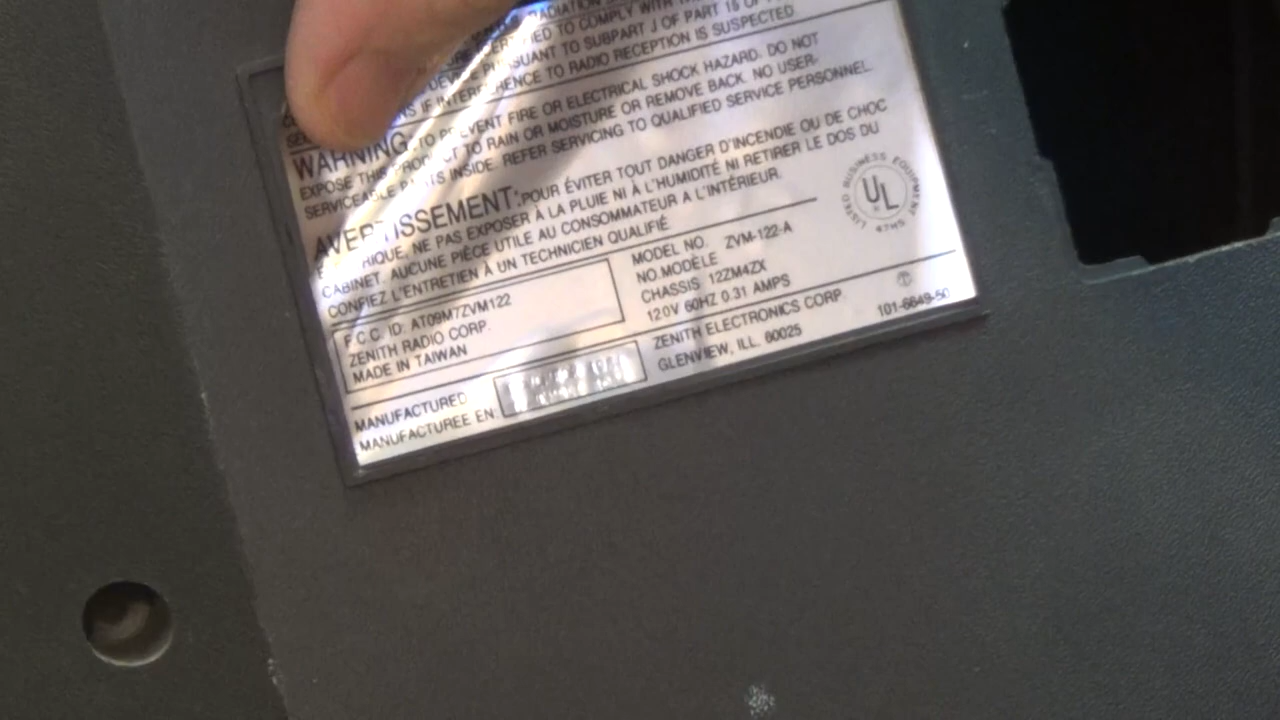 RADIATION
TO COMPLY WITH
TO SUBPART J OF PART 15 OF
IF INTERFERENCE TO RADIO RECEPTION IS SUSPECTED
WARNING: TO PREVENT FIRE OR ELECTRICAL SHOCK HAZARD. DO NOT
EXPOSE THIS PRODUCT TO RAIN OR MOISTURE OR REMOVE BACK. NO USER-
SERVICEABLE PARTS INSIDE. REFER SERVICING TO QUALIFIED SERVICE PERSONNEL.
AVERTISSEMENT: POUR ÉVITER TOUT DANGER D'INCENDIE OU DE CHOC
NE PAS EXPOSER À LA PLUIE NI À L'HUMIDITÉ NI RETIRER LE DOS DU
CABINET. AUCUNE PIÈCE UTILE AU CONSOMMATEUR A L'INTÉRIEUR.
CONFIEZ L'ENTRETIEN À UN TECHNICIEN QUALIFIÉ
F.C.C. ID: AT09M7ZVM122
ZENITH RADIO CORP.
MADE IN TAIWAN
MODEL NO. ZVM-122-A
NO.MODÈLE
CHASSIS 12ZM4ZX
120V 60HZ 0.31 AMPS
LISTED BUSINESS EQUIPMENT
UL
MANUFACTURED
MANUFACTUREE EN:
ZENITH ELECTRONICS CORP.
GLENVIEW, ILL. 60025
101-6649-50